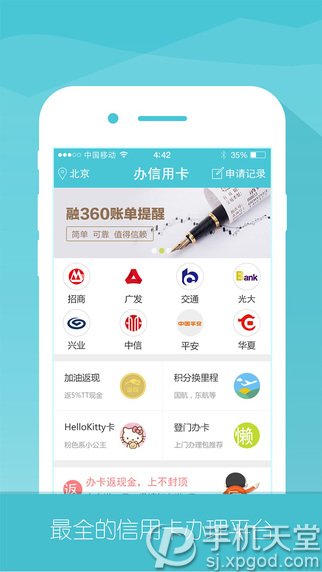 中国移动 4:42 35%
北京 办信用卡 申请记录
融360账单提醒
简单 可靠 值得信赖
Bank
招商 广发 交通 光大
中国平安
兴业 中信 平安 华夏
加油返现 积分换里程
返5%TT现金 国航，东航等
HelloKitty卡 登门办卡
粉色系小公主 上门办理包推荐 懒
返 办卡返现金，上不封顶
最全的信用卡办理平台
手机天堂
sj.xpgod.com